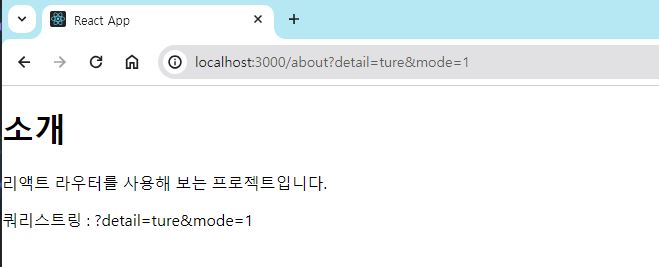 React App
localhost:3000/about?detail=ture&mode=1
소개
리액트 라우터를 사용해 보는 프로젝트입니다.
쿼리스트링 : ?detail=ture&mode=1